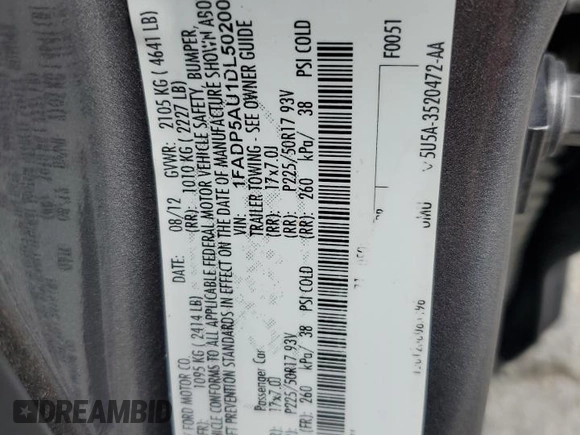 FORD MOTOR CO.
DATE: 08/12 GVWR: 2105 KG ( 4641 LB)
1095 KG ( 2414 LB) (RR): 1010 KG ( 2227 LB)
CONFORMS TO ALL APPLICABLE FEDERAL MOTOR VEHICLE SAFETY, BUMPER,
PREVENTION STANDARDS IN EFFECT ON THE DATE OF MANUFACTURE SHOWN
VIN: 1FADP5AU1DL50200
TRAILER TOWING - SEE OWNER GUIDE
Passenger Car
17x7.0J (RR): 17x7.0J
P225/50R17 93V (RR): P225/50R17 93V
(FR): 260 kPa/ 38 PSI COLD (RR): 260 kPa/ 38 PSI COLD
F0051
5U5A-3520472-AA
DREAMBID